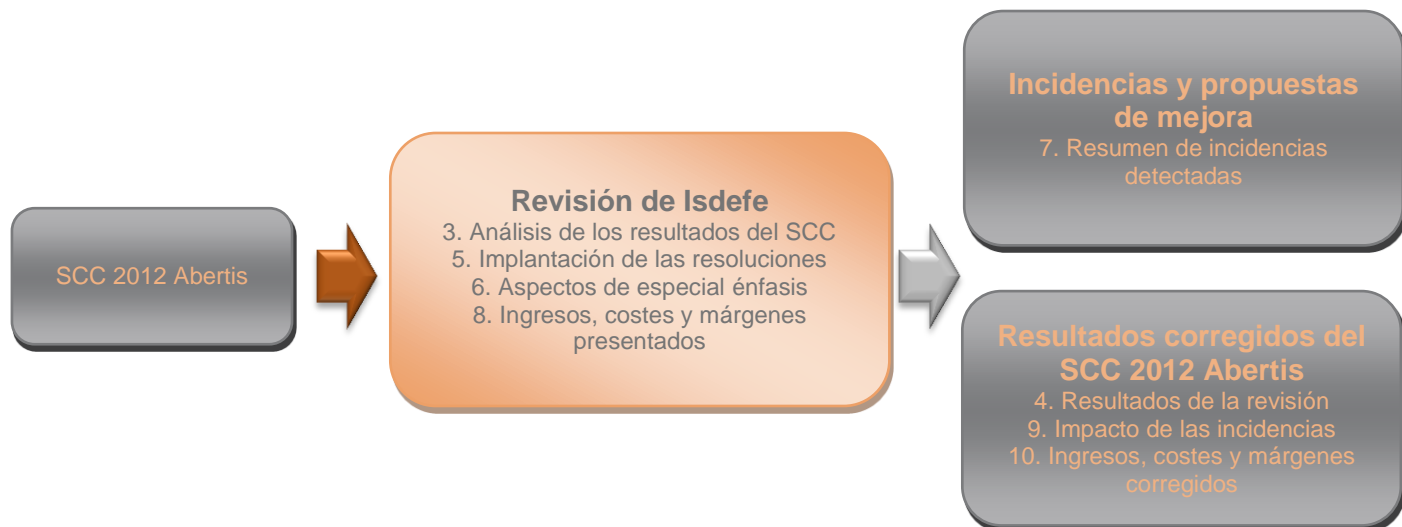 SCC 2012 Abertis
Revisión de Isdefe
3. Análisis de los resultados del SCC
5. Implantación de las resoluciones
6. Aspectos de especial énfasis
8. Ingresos, costes y márgenes
presentados
Incidencias y propuestas
de mejora
7. Resumen de incidencias
detectadas
Resultados corregidos del
SCC 2012 Abertis
4. Resultados de la revisión
9. Impacto de las incidencias
10. Ingresos, costes y márgenes
corregidos